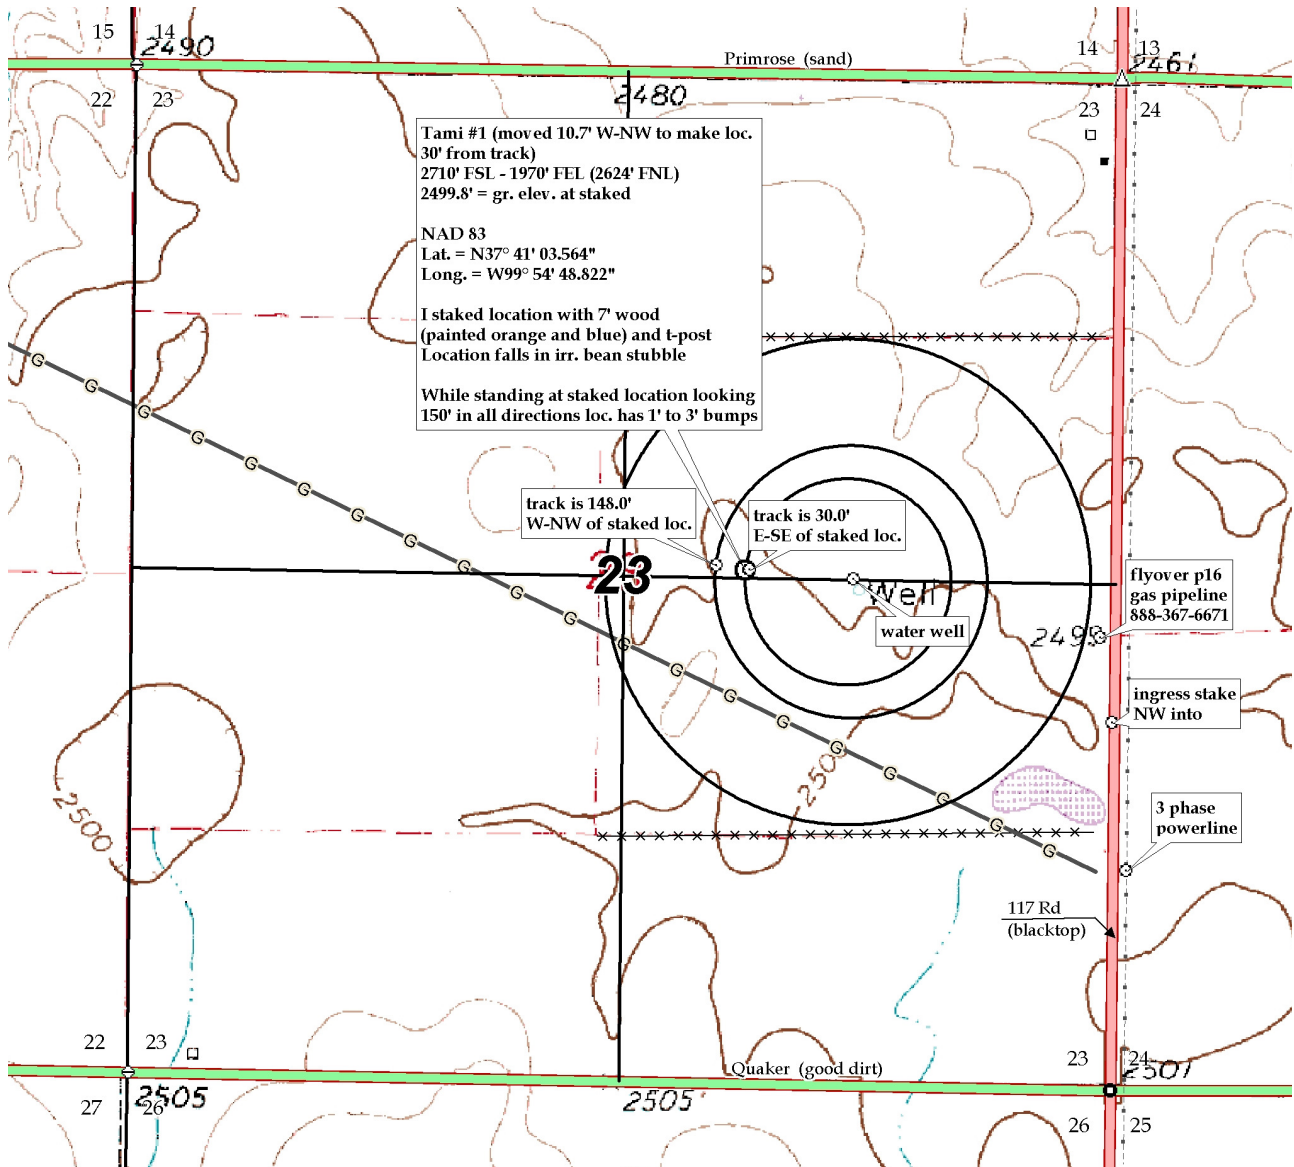 15 14
2490
Primrose (sand)
14 13
2461
22 23
2480
23 24
Tami #1 (moved 10.7' W-NW to make loc.
30' from track)
2710' FSL - 1970' FEL (2624' FNL)
2499.8' = gr. elev. at staked
NAD 83
Lat. = N37° 41' 03.564"
Long. = W99° 54' 48.822"
I staked location with 7' wood
(painted orange and blue) and t-post
Location falls in irr. bean stubble
While standing at staked location looking
150' in all directions loc. has 1' to 3' bumps
G G G G G G G G G G G G G G G G G G G G
track is 148.0'
W-NW of staked loc.
track is 30.0'
E-SE of staked loc.
23
Well
water well
flyover p16
gas pipeline
888-367-6671
ingress stake
NW into
2500
2500
3 phase
powerline
117 Rd
(blacktop)
22 23
23 24
Quaker (good dirt)
2501
2505
2505
27 26
26 25